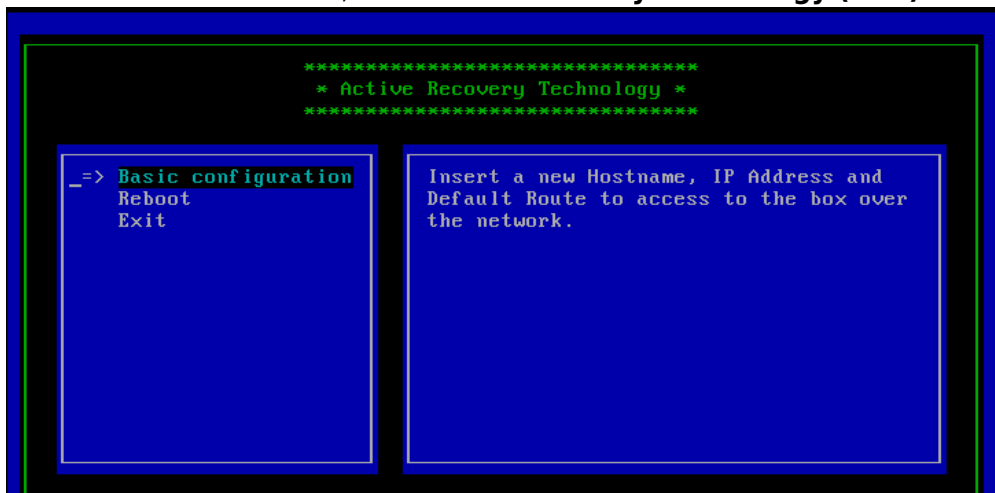 *********************************
* Active Recovery Technology *
*********************************
_=> Basic configuration
Reboot
Exit
Insert a new Hostname, IP Address and
Default Route to access to the box over
the network.